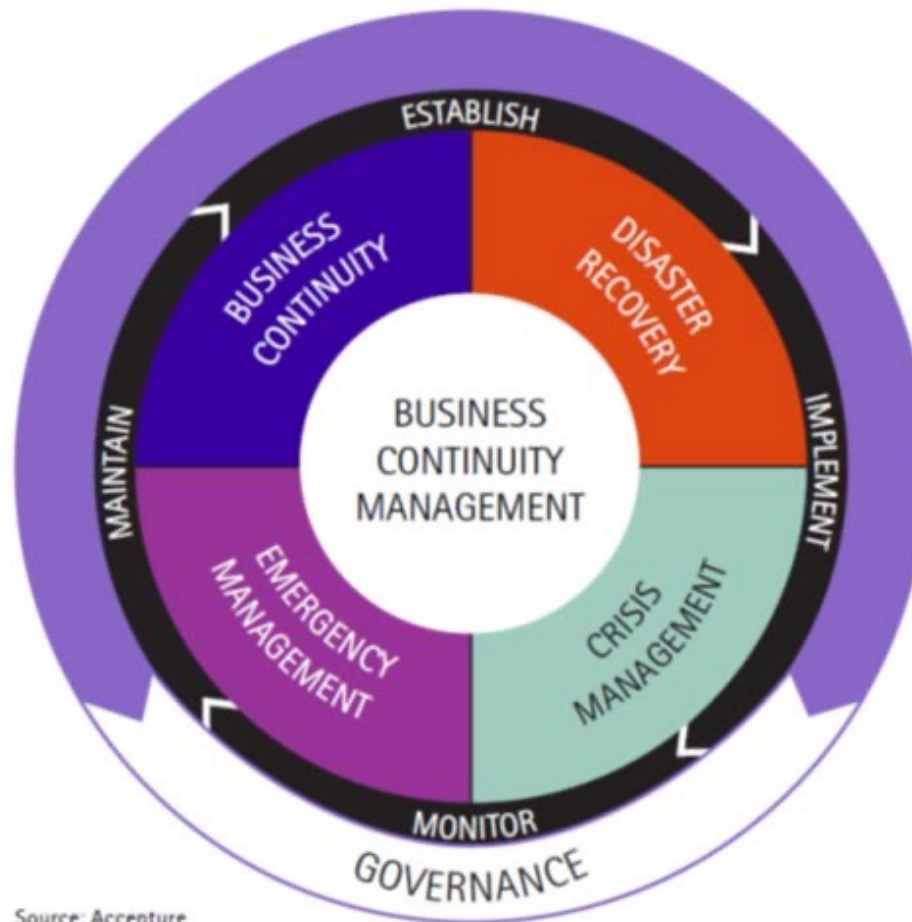 ESTABLISH
BUSINESS
CONTINUITY
DISASTER
RECOVERY
MAINTAIN
BUSINESS
CONTINUITY
MANAGEMENT
IMPLEMENT
EMERGENCY
MANAGEMENT
CRISIS
MANAGEMENT
MONITOR
GOVERNANCE
Source: Accenture